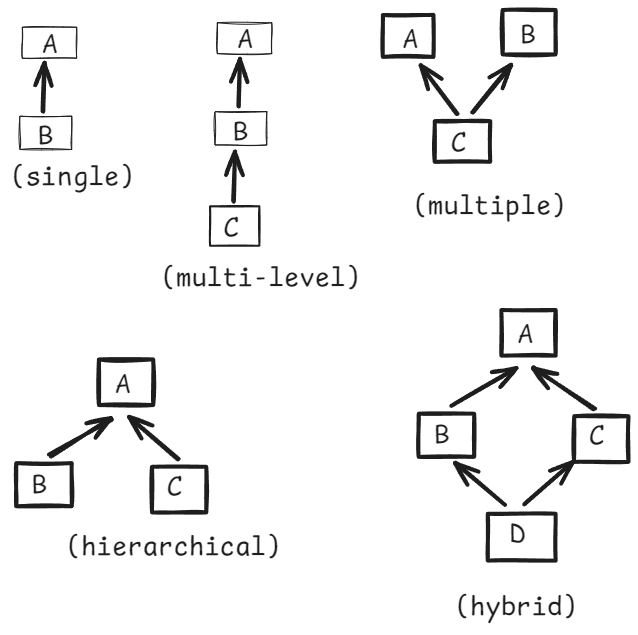 A
B
(single)
A
B
C
(multi-level)
A
B
C
(multiple)
A
B
C
(hierarchical)
A
B
C
D
(hybrid)